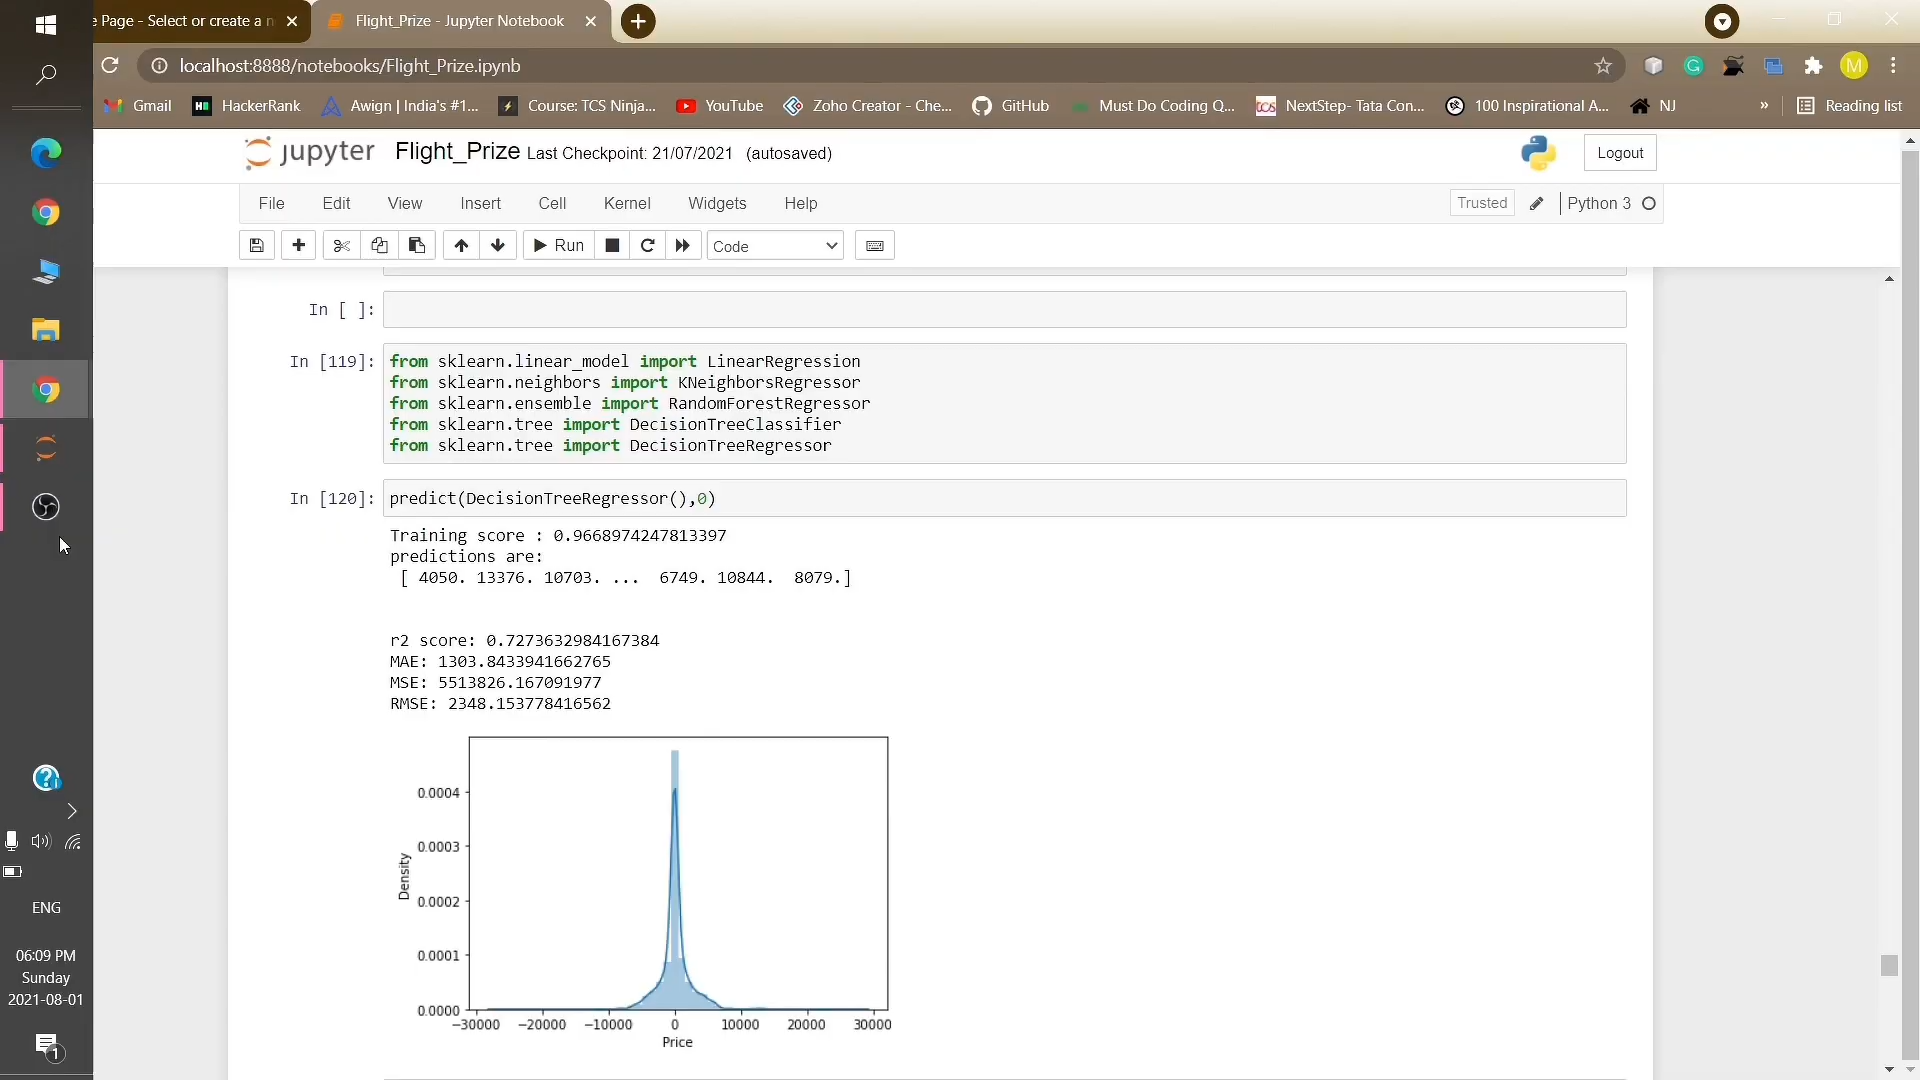 e Page - Select or create a n
Flight_Prize - Jupyter Notebook
localhost:8888/notebooks/Flight_Prize.ipynb
M
Gmail
HackerRank
Awign | India's #1...
Course: TCS Ninja...
YouTube
Zoho Creator - Che...
GitHub
Must Do Coding Q...
NextStep- Tata Con...
100 Inspirational A...
NJ
»
Reading list
jupyter Flight_Prize Last Checkpoint: 21/07/2021 (autosaved)
Logout
File Edit View Insert Cell Kernel Widgets Help
Trusted
Python 3
Run
Code
In [ ]:
In [119]: from sklearn.linear_model import LinearRegression
from sklearn.neighbors import KNeighborsRegressor
from sklearn.ensemble import RandomForestRegressor
from sklearn.tree import DecisionTreeClassifier
from sklearn.tree import DecisionTreeRegressor
In [120]: predict(DecisionTreeRegressor(),0)
Training score : 0.9668974247813397
predictions are:
[ 4050. 13376. 10703. ... 6749. 10844. 8079.]
r2 score: 0.7273632984167384
MAE: 1303.8433941662765
MSE: 5513826.167091977
RMSE: 2348.153778416562
0.0004
0.0003
0.0002
0.0001
0.0000
Density
−30000 −20000 −10000 0 10000 20000 30000
Price
ENG
06:09 PM
Sunday
2021-08-01
1